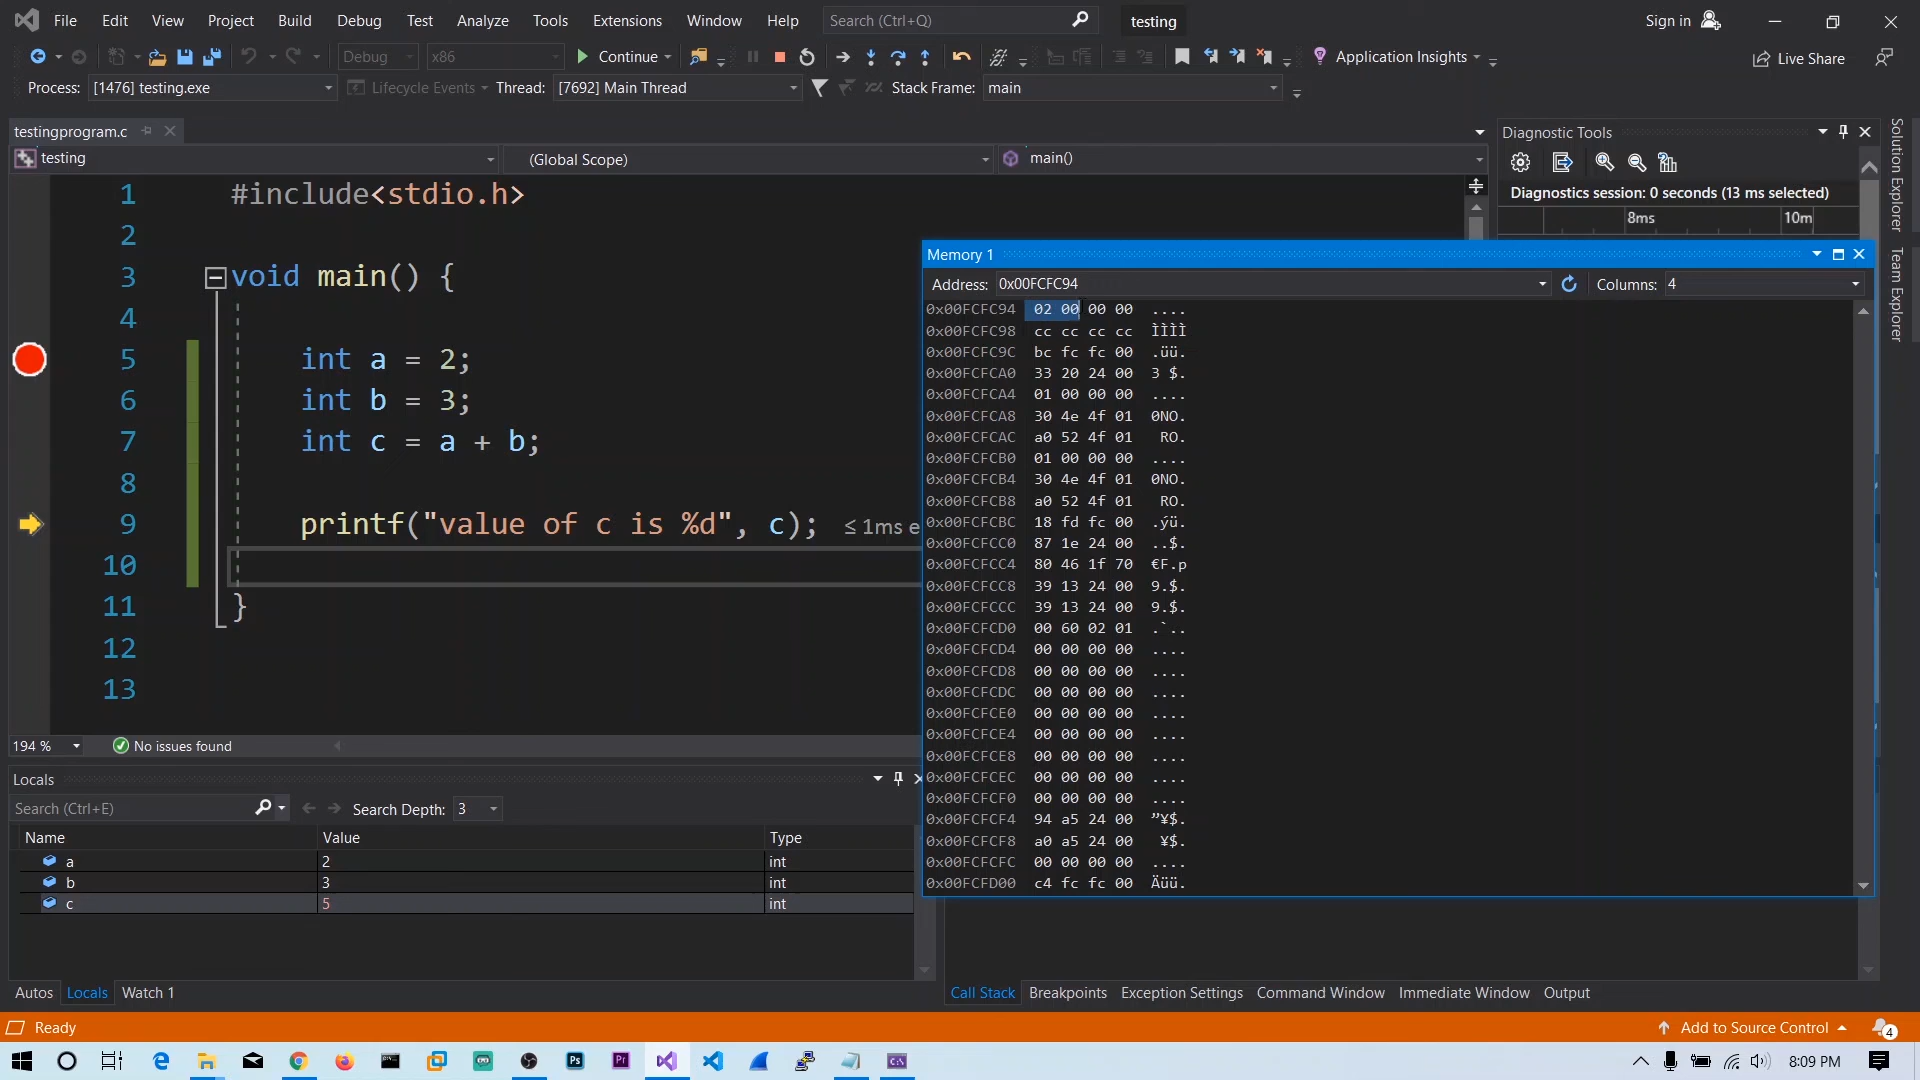 File Edit View Project Build Debug Test Analyze Tools Extensions Window Help Search (Ctrl+Q) testing Sign in
Debug x86 Continue Application Insights Live Share
Process: [1476] testing.exe Lifecycle Events Thread: [7692] Main Thread Stack Frame: main
testingprogram.c
testing (Global Scope) main()
1 #include<stdio.h>
2
3 void main() {
4
5 int a = 2;
6 int b = 3;
7 int c = a + b;
8
9 printf("value of c is %d", c); ≤ 1ms e
10
11 }
12
13
194 % No issues found
Diagnostic Tools
Diagnostics session: 0 seconds (13 ms selected)
8ms 10m
Solution Explorer
Team Explorer
Memory 1
Address: 0x00FCFC94 Columns: 4
0x00FCFC94 02 00 00 00 ....
0x00FCFC98 cc cc cc cc ÌÌÌÌ
0x00FCFC9C bc fc fc 00 .üü.
0x00FCFCA0 33 20 24 00 3 $.
0x00FCFCA4 01 00 00 00 ....
0x00FCFCA8 30 4e 4f 01 0NO.
0x00FCFCAC a0 52 4f 01 RO.
0x00FCFCB0 01 00 00 00 ....
0x00FCFCB4 30 4e 4f 01 0NO.
0x00FCFCB8 a0 52 4f 01 RO.
0x00FCFCBC 18 fd fc 00 .ýü.
0x00FCFCC0 87 1e 24 00 ..$.
0x00FCFCC4 80 46 1f 70 €F.p
0x00FCFCC8 39 13 24 00 9.$.
0x00FCFCCC 39 13 24 00 9.$.
0x00FCFCD0 00 60 02 01 .`..
0x00FCFCD4 00 00 00 00 ....
0x00FCFCD8 00 00 00 00 ....
0x00FCFCDC 00 00 00 00 ....
0x00FCFCE0 00 00 00 00 ....
0x00FCFCE4 00 00 00 00 ....
0x00FCFCE8 00 00 00 00 ....
0x00FCFCEC 00 00 00 00 ....
0x00FCFCF0 00 00 00 00 ....
0x00FCFCF4 94 a5 24 00 ”¥$.
0x00FCFCF8 a0 a5 24 00 ¥$.
0x00FCFCFC 00 00 00 00 ....
0x00FCFD00 c4 fc fc 00 Äüü.
Locals
Search (Ctrl+E) Search Depth: 3
Name Value Type
a 2 int
b 3 int
c 5 int
Autos Locals Watch 1
Call Stack Breakpoints Exception Settings Command Window Immediate Window Output
Ready Add to Source Control 4
Ps Pr C:\ 8:09 PM